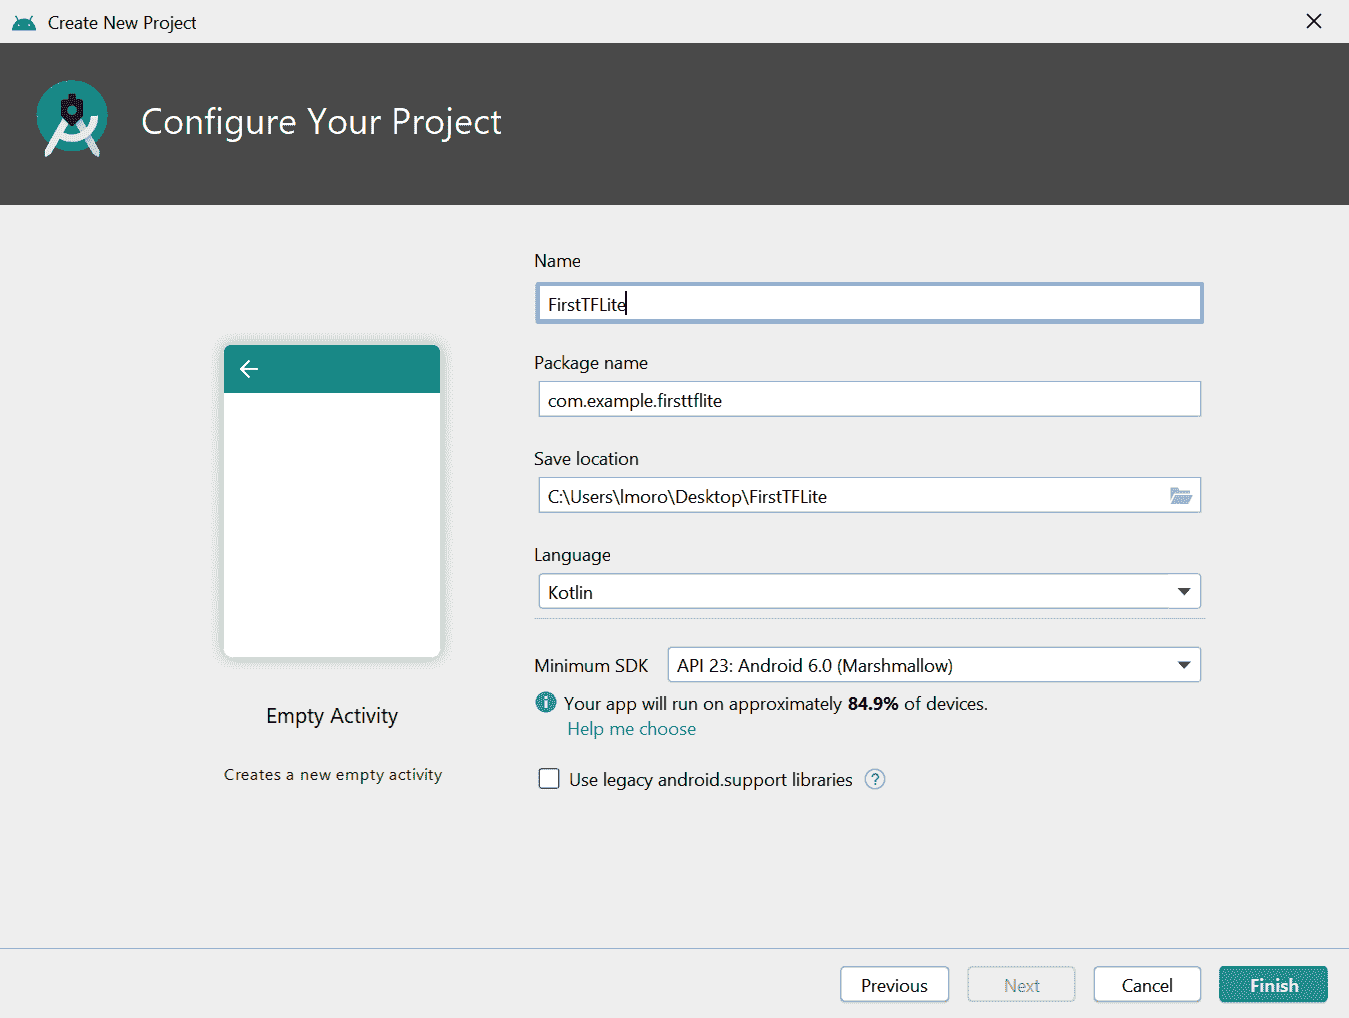 Create New Project
Configure Your Project
Name
FirstTFLite
Package name
com.example.firsttflite
Save location
C:\Users\lmoro\Desktop\FirstTFLite
Language
Kotlin
Minimum SDK API 23: Android 6.0 (Marshmallow)
Your app will run on approximately 84.9% of devices.
Help me choose
Use legacy android.support libraries ?
Empty Activity
Creates a new empty activity
Previous Next Cancel Finish